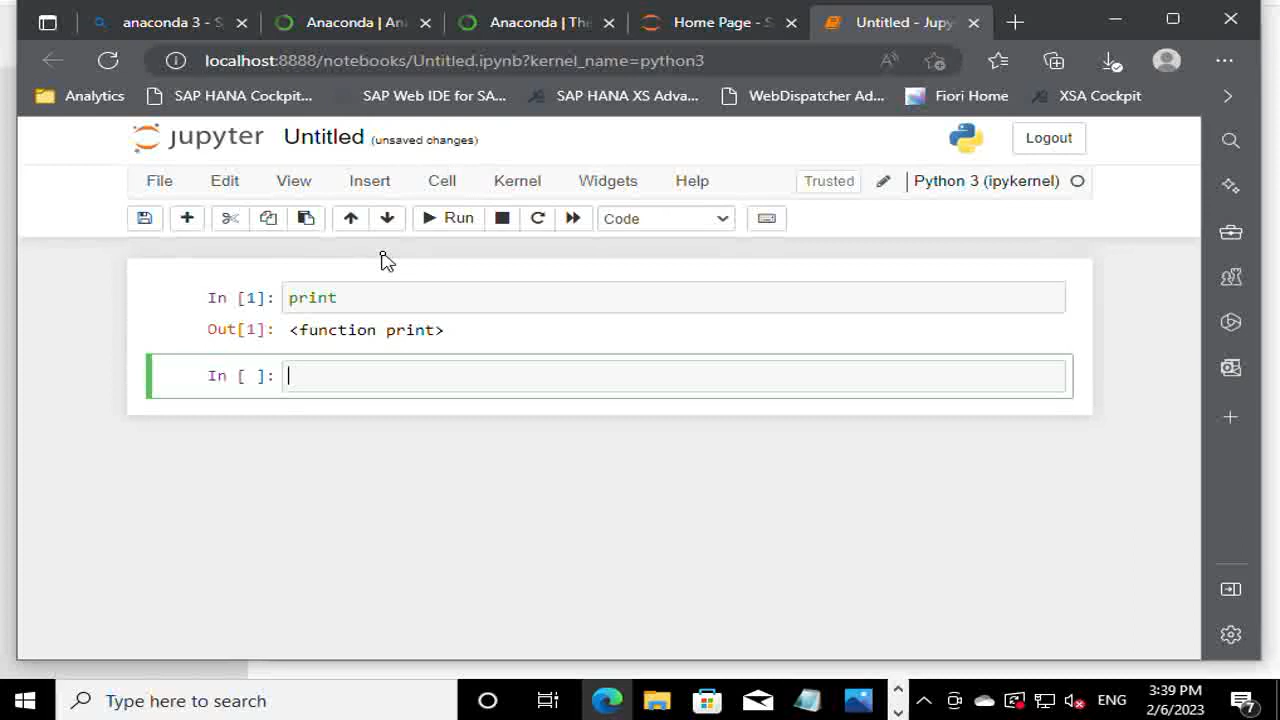 anaconda 3 - S
Anaconda | An
Anaconda | The
Home Page - S
Untitled - Jupy
localhost:8888/notebooks/Untitled.ipynb?kernel_name=python3
Analytics
SAP HANA Cockpit...
SAP Web IDE for SA...
SAP HANA XS Adva...
WebDispatcher Ad...
Fiori Home
XSA Cockpit
jupyter Untitled (unsaved changes)
Logout
File Edit View Insert Cell Kernel Widgets Help
Trusted
Python 3 (ipykernel)
Run
Code
In [1]: print
Out[1]: <function print>
In [ ]:
Type here to search
ENG
3:39 PM
2/6/2023
7